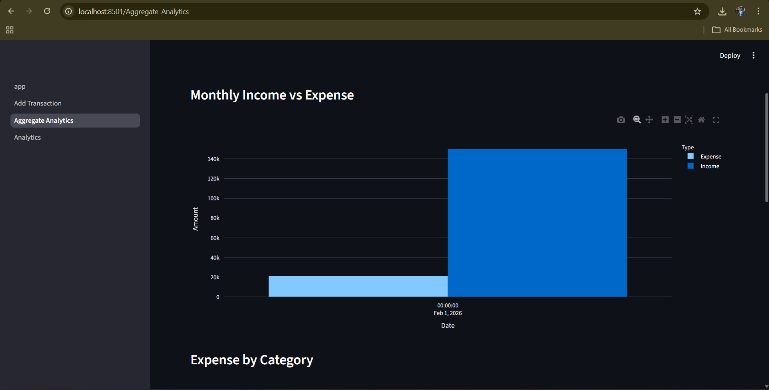 localhost:8501/Aggregate_Analytics
All Bookmarks
Deploy
app
Add Transaction
Aggregate Analytics
Analytics
Monthly Income vs Expense
Type
Expense
Income
140k
120k
100k
80k
60k
40k
20k
0
Amount
00:00:00
Feb 1, 2026
Date
Expense by Category